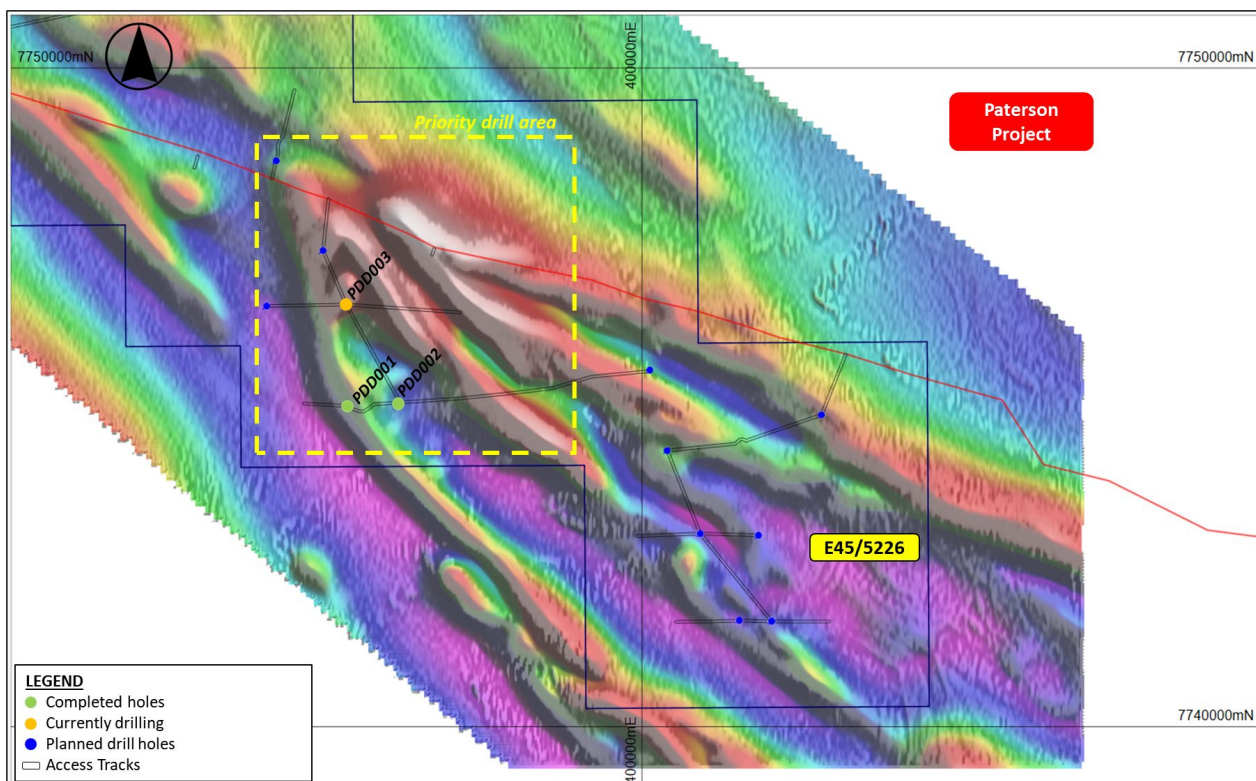 7750000mN
400000mE
7750000mN
Paterson
Project
Priority drill area
PDD003
PDD001
PDD002
E45/5226
LEGEND
Completed holes
Currently drilling
Planned drill holes
Access Tracks
400000mE
7740000mN